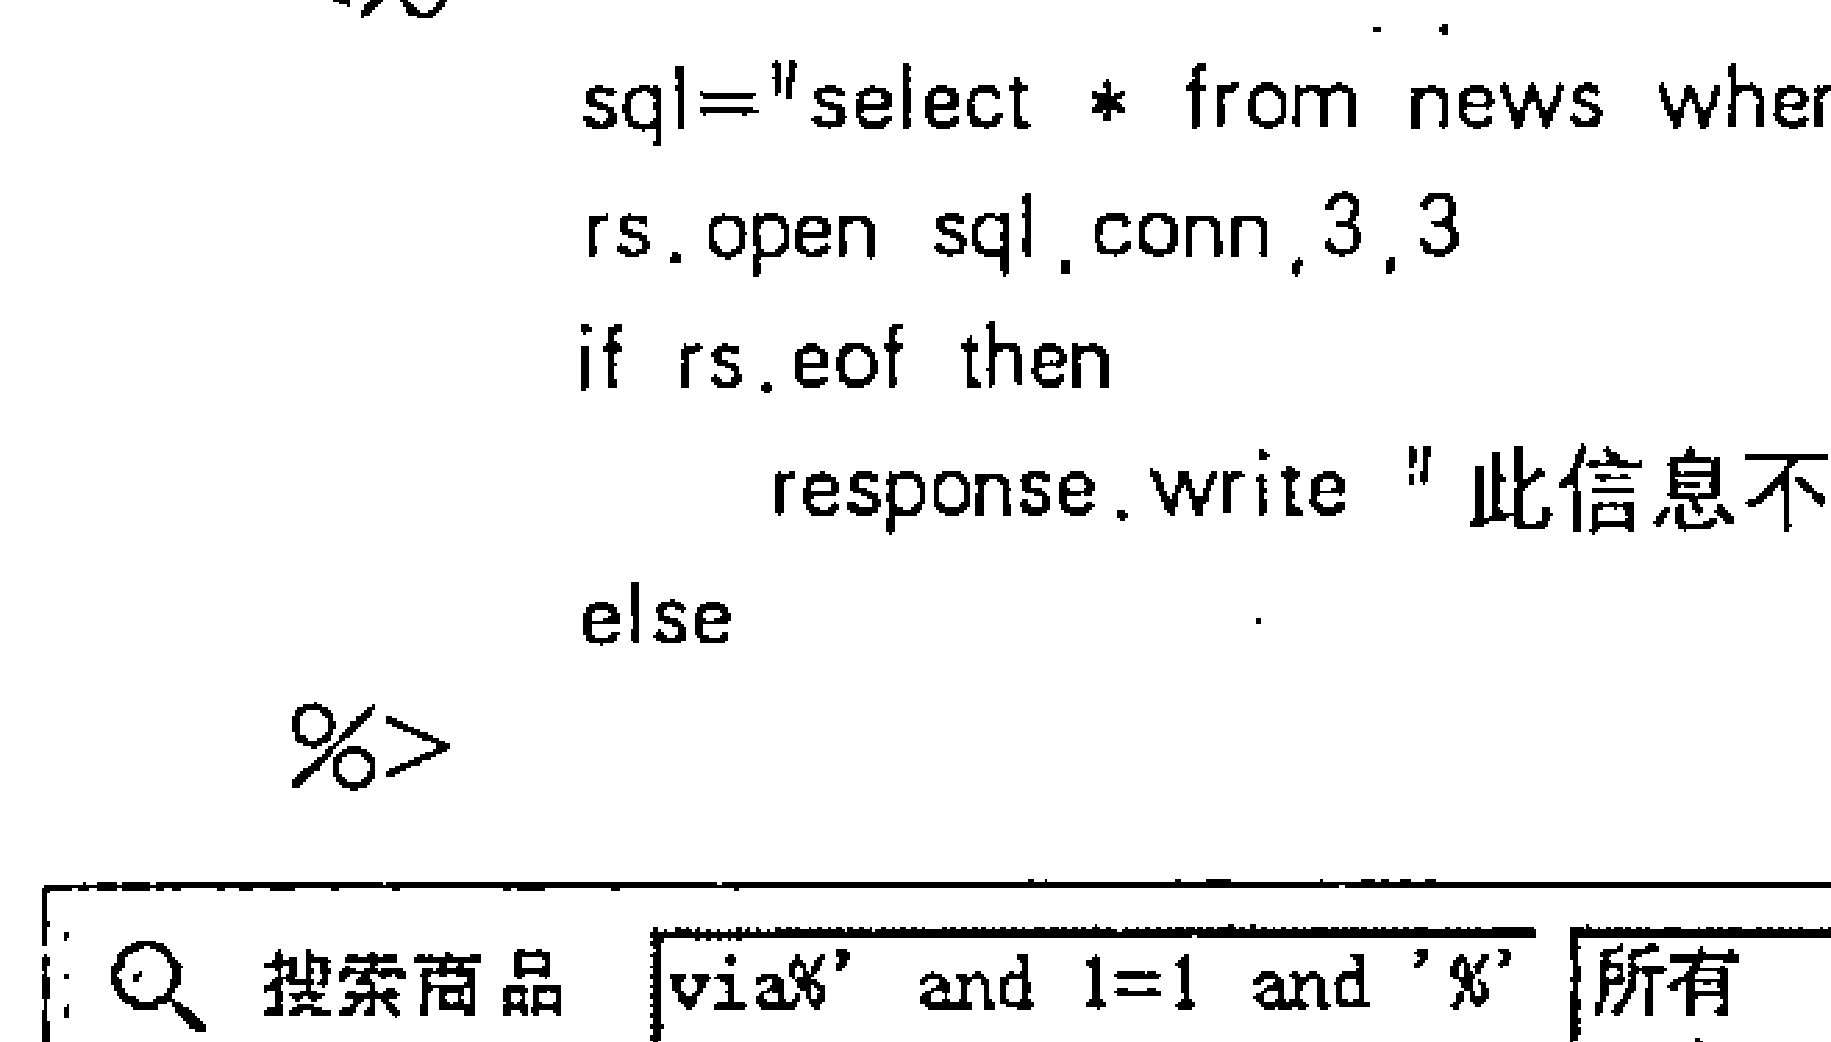 sql="select * from news wher
rs.open sql,conn,3,3
if rs.eof then
response.write "此信息不
else
%>
搜索商品 via%' and 1=1 and '%' 所有